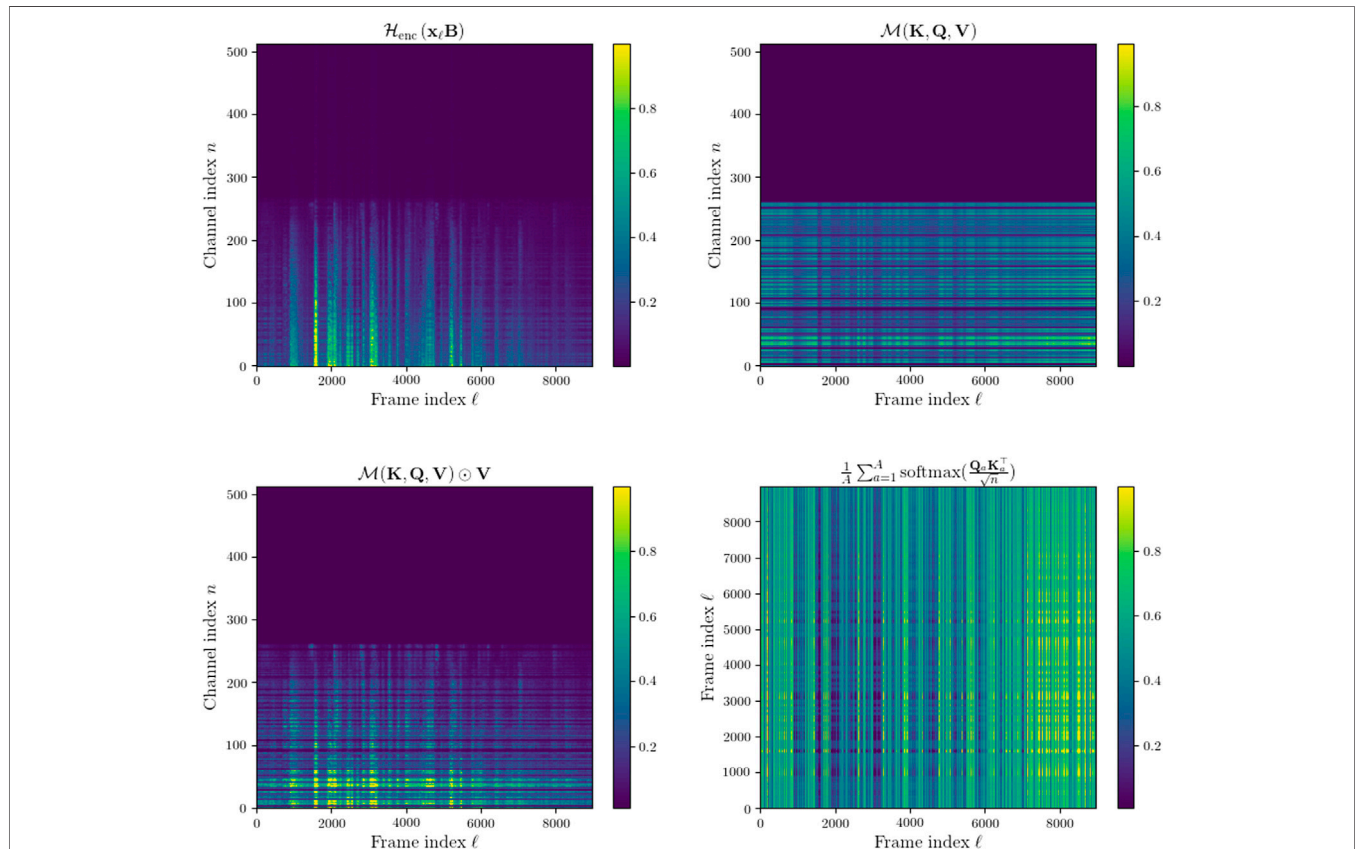 ℋenc (xℓB)
500
400
300
200
100
0
Channel index n
0 2000 4000 6000 8000
Frame index ℓ
0.8
0.6
0.4
0.2
ℳ(K, Q, V)
500
400
300
200
100
0
Channel index n
0 2000 4000 6000 8000
Frame index ℓ
0.8
0.6
0.4
0.2
ℳ(K, Q, V) ⊙ V
500
400
300
200
100
0
Channel index n
0 2000 4000 6000 8000
Frame index ℓ
0.8
0.6
0.4
0.2
1/A ∑_{a=1}^{A} softmax(Q_a K_a^⊤ / √n)
8000
7000
6000
5000
4000
3000
2000
1000
0
Frame index ℓ
0 2000 4000 6000 8000
Frame index ℓ
0.8
0.6
0.4
0.2